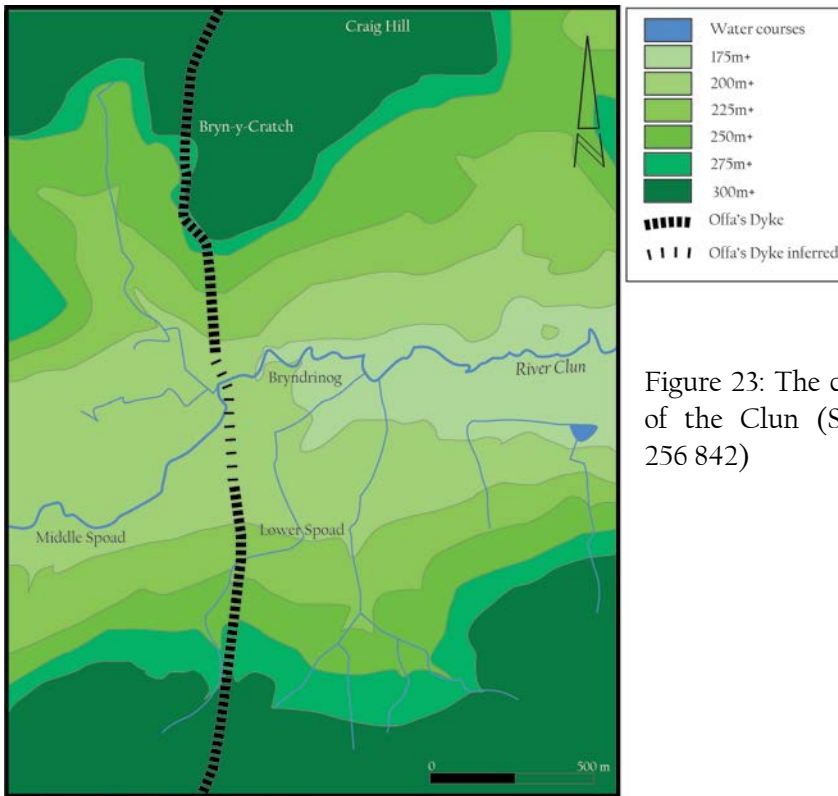 Craig Hill
Bryn-y-Cratch
Bryndrinog
River Clun
Middle Spoad
Lower Spoad
0 500 m
Water courses
175m+
200m+
225m+
250m+
275m+
300m+
Offa's Dyke
Offa's Dyke inferred
Figure 23: The c
of the Clun (S
256 842)